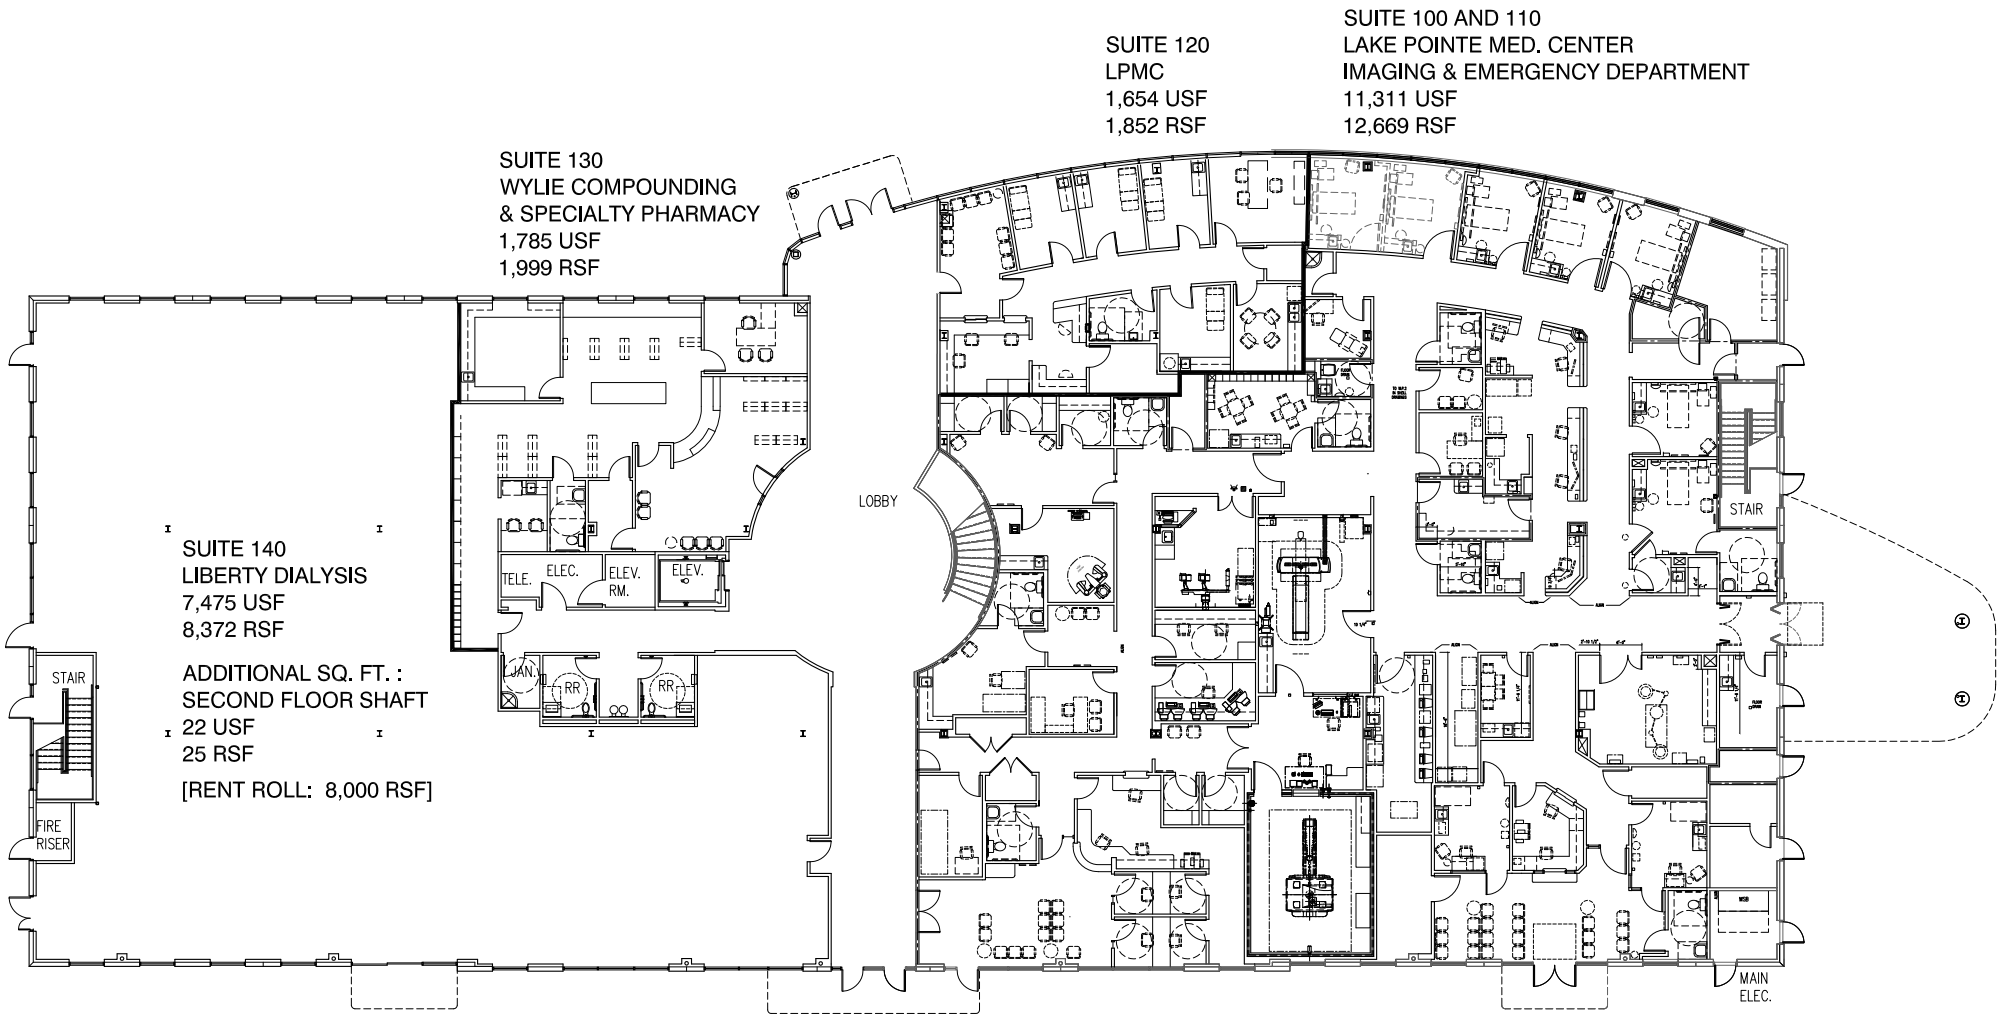 SUITE 100 AND 110
LAKE POINTE MED. CENTER
IMAGING & EMERGENCY DEPARTMENT
11,311 USF
12,669 RSF
SUITE 120
LPMC
1,654 USF
1,852 RSF
SUITE 130
WYLIE COMPOUNDING
& SPECIALTY PHARMACY
1,785 USF
1,999 RSF
LOBBY
STAIR
SUITE 140
LIBERTY DIALYSIS
7,475 USF
8,372 RSF
ADDITIONAL SQ. FT. :
SECOND FLOOR SHAFT
22 USF
25 RSF
[RENT ROLL: 8,000 RSF]
TELE.
ELEC.
ELEV.
RM.
ELEV.
JAN.
RR
RR
STAIR
FIRE
RISER
MSB
MAIN
ELEC.